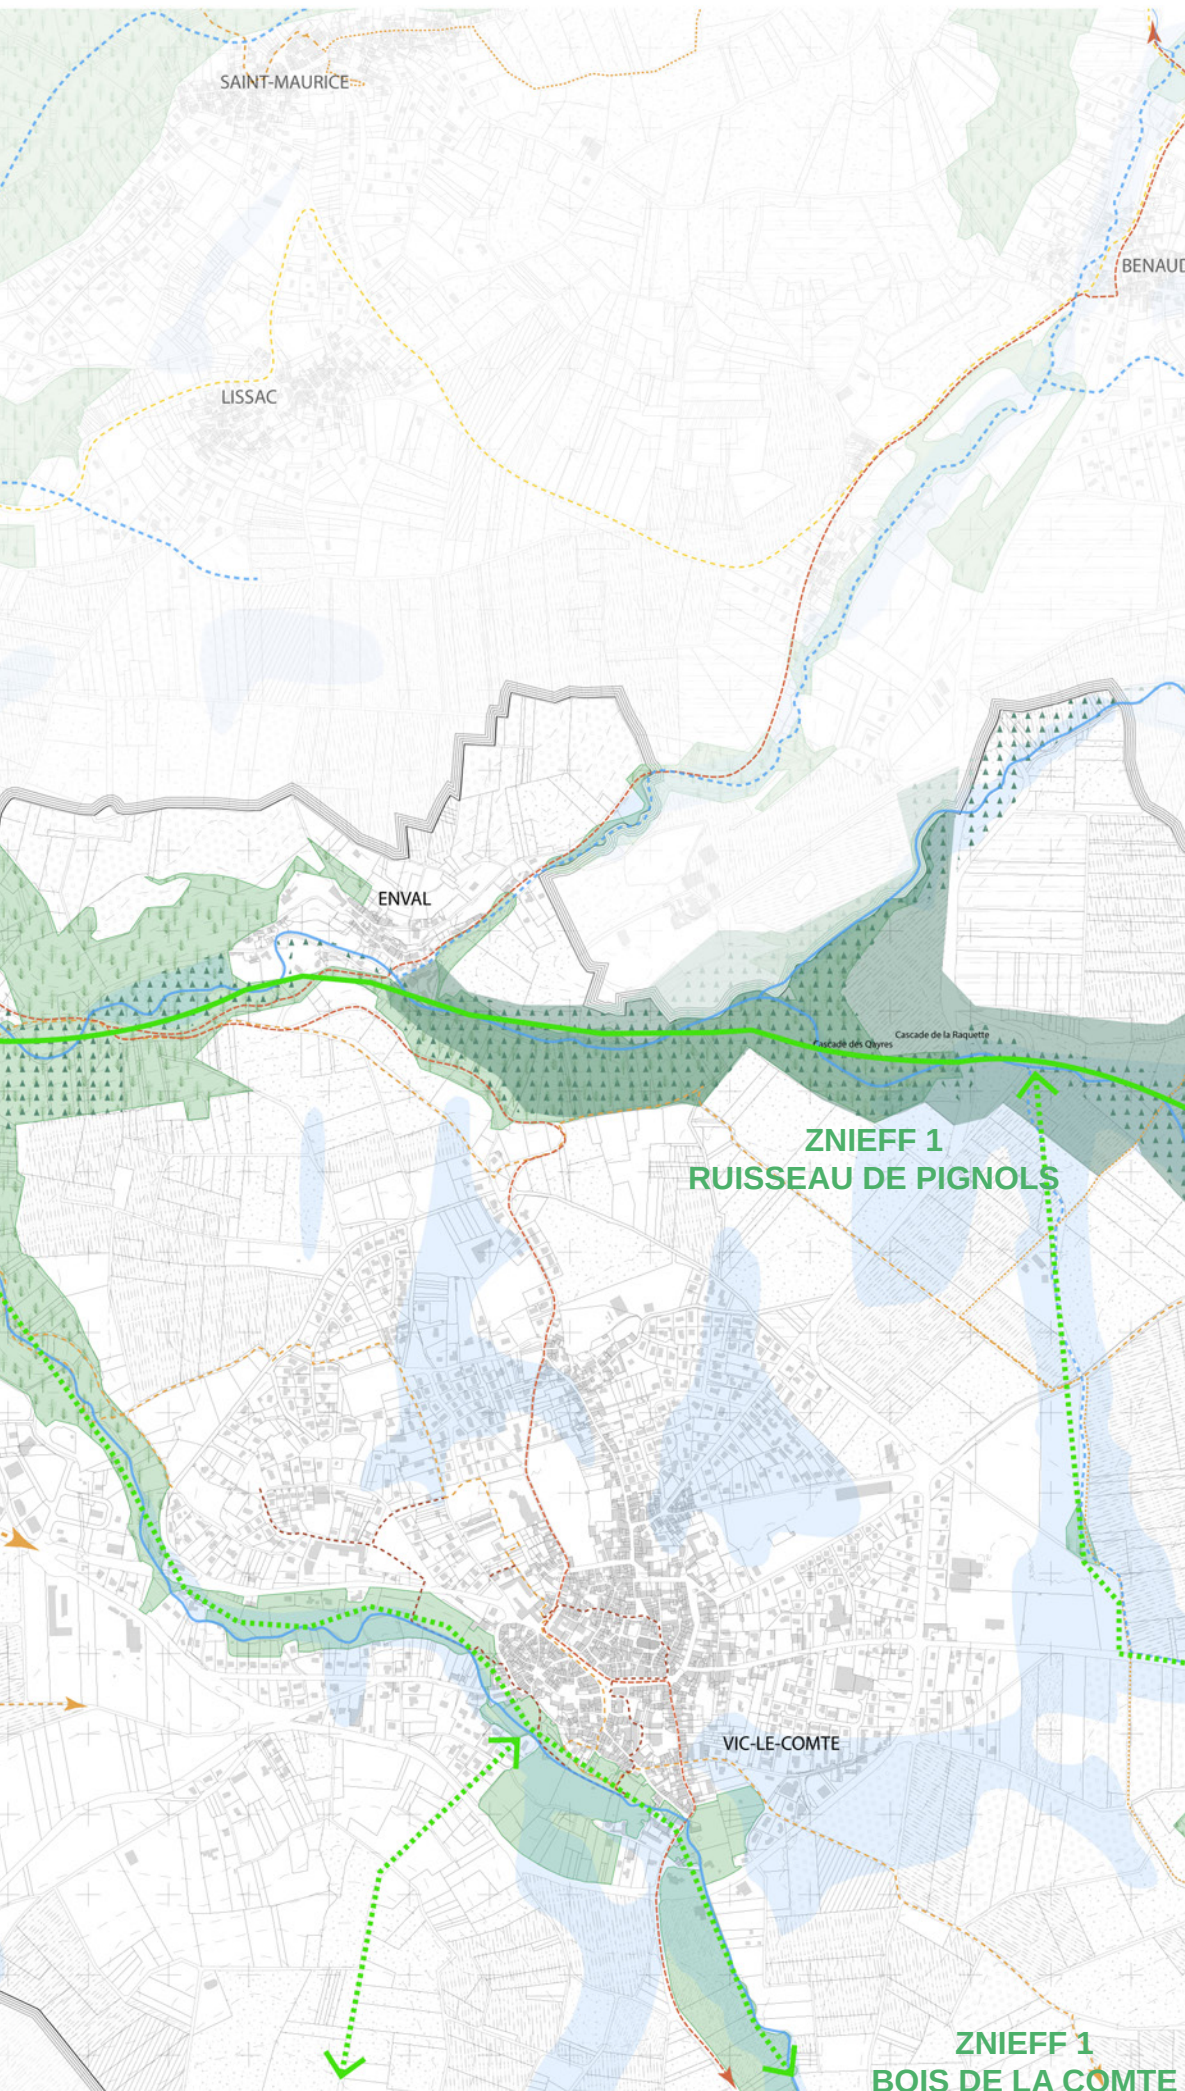 SAINT-MAURICE
BENAUD
LISSAC
ENVAL
Cascade de la Raquette
Cascade des Qayres
ZNIEFF 1
RUISSEAU DE PIGNOLS
VIC-LE-COMTE
ZNIEFF 1
BOIS DE LA COMTE